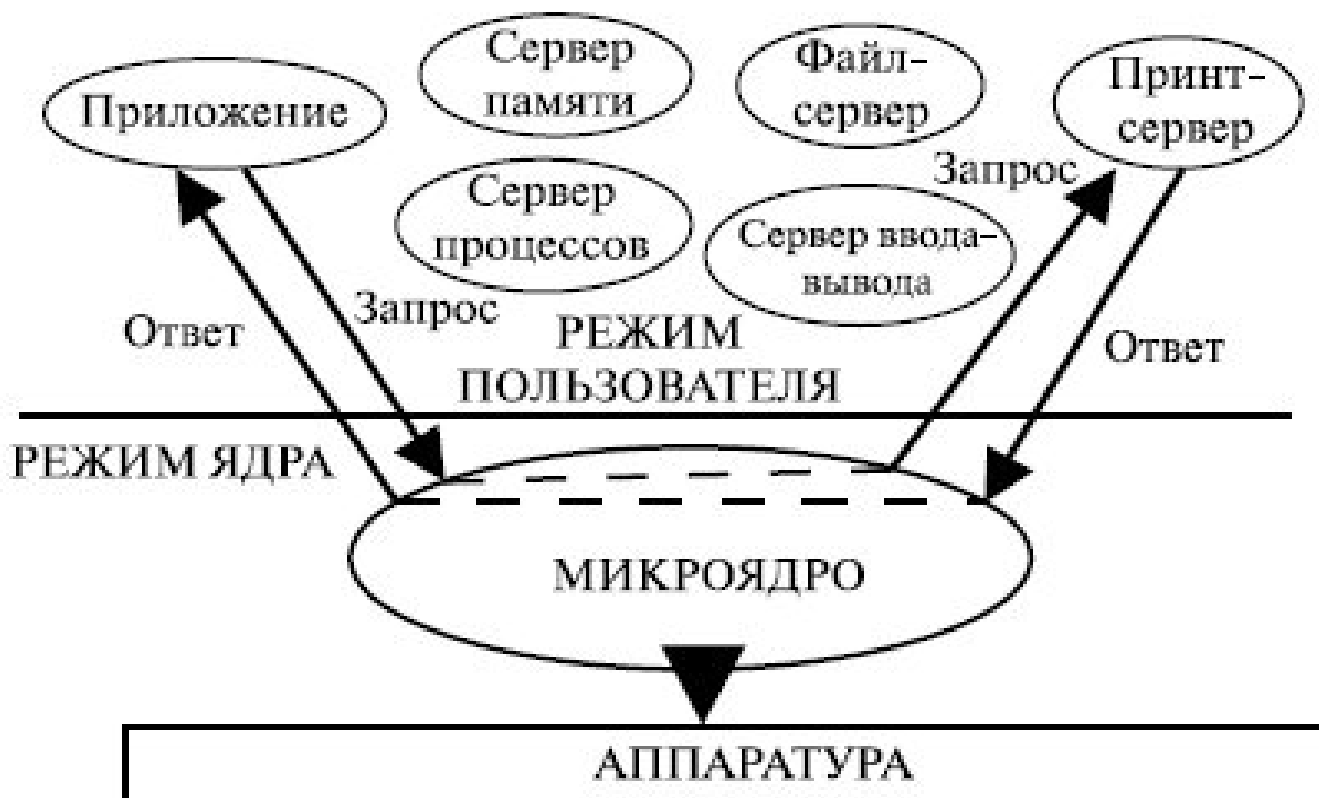 Приложение
Сервер
памяти
Файл-
сервер
Принт-
сервер
Сервер
процессов
Сервер ввода-
вывода
Запрос
Ответ
Запрос
Ответ
РЕЖИМ
ПОЛЬЗОВАТЕЛЯ
РЕЖИМ ЯДРА
МИКРОЯДРО
АППАРАТУРА